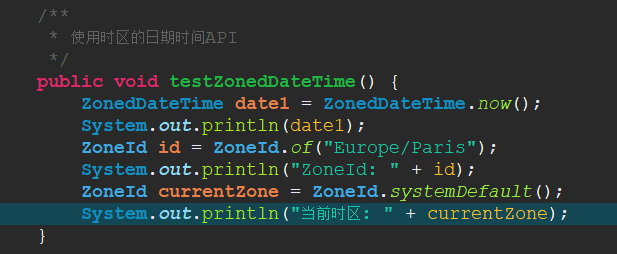 /**
 * 使用时区的日期时间API
 */
public void testZonedDateTime() {
    ZonedDateTime date1 = ZonedDateTime.now();
    System.out.println(date1);
    ZoneId id = ZoneId.of("Europe/Paris");
    System.out.println("ZoneId: " + id);
    ZoneId currentZone = ZoneId.systemDefault();
    System.out.println("当前时区: " + currentZone);
}